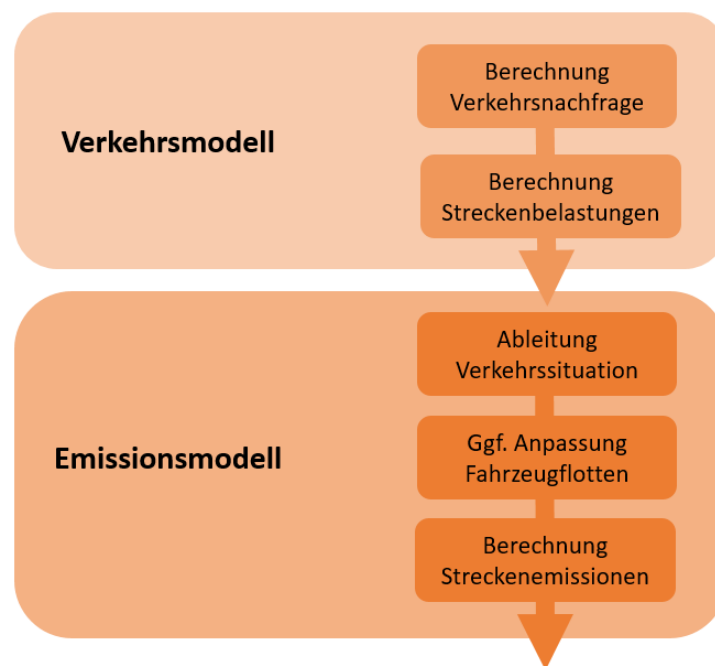 Berechnung
Verkehrsnachfrage
Verkehrsmodell
Berechnung
Streckenbelastungen
Ableitung
Verkehrssituation
Emissionsmodell
Ggf. Anpassung
Fahrzeugflotten
Berechnung
Streckenemissionen